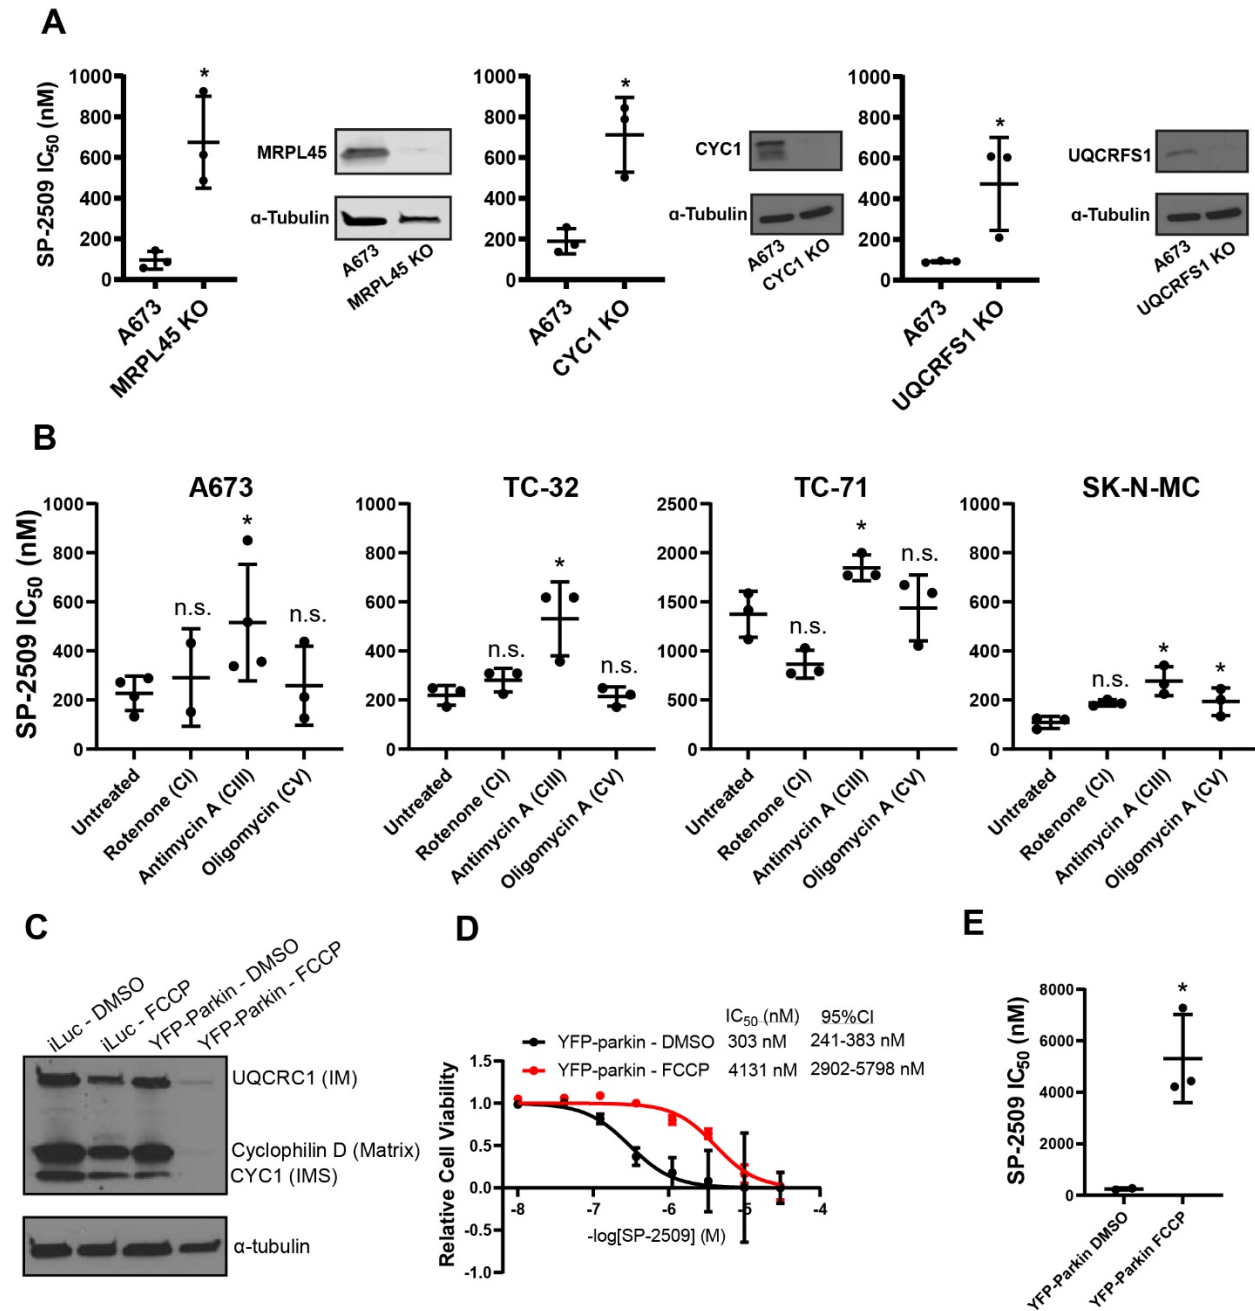 A
SP-2509 IC50 (nM)
1000
800
600
400
200
0
*
A673
MRPL45 KO
MRPL45
α-Tubulin
A673
MRPL45 KO
1000
800
600
400
200
0
*
A673
CYC1 KO
CYC1
α-Tubulin
A673
CYC1 KO
1000
800
600
400
200
0
*
A673
UQCRFS1 KO
UQCRFS1
α-Tubulin
A673
UQCRFS1 KO
B
SP-2509 IC50 (nM)
A673
1000
800
600
400
200
0
n.s.
*
n.s.
Untreated
Rotenone (CI)
Antimycin A (CIII)
Oligomycin (CV)
TC-32
1000
800
600
400
200
0
n.s.
*
n.s.
Untreated
Rotenone (CI)
Antimycin A (CIII)
Oligomycin A (CV)
TC-71
2500
2000
1500
1000
500
0
n.s.
*
n.s.
Untreated
Rotenone (CI)
Antimycin A (CIII)
Oligomycin A (CV)
SK-N-MC
1000
800
600
400
200
0
n.s.
*
*
Untreated
Rotenone (CI)
Antimycin A (CIII)
Oligomycin A (CV)
C
iLuc - DMSO
iLuc - FCCP
YFP-Parkin - DMSO
YFP-Parkin - FCCP
UQCRC1 (IM)
Cyclophilin D (Matrix)
CYC1 (IMS)
α-tubulin
D
IC50 (nM) 95%CI
YFP-parkin - DMSO 303 nM 241-383 nM
YFP-parkin - FCCP 4131 nM 2902-5798 nM
Relative Cell Viability
1.5
1.0
0.5
0.0
-0.5
-1.0
-8 -7 -6 -5 -4
-log[SP-2509] (M)
E
SP-2509 IC50 (nM)
8000
6000
4000
2000
0
*
YFP-Parkin DMSO
YFP-Parkin FCCP